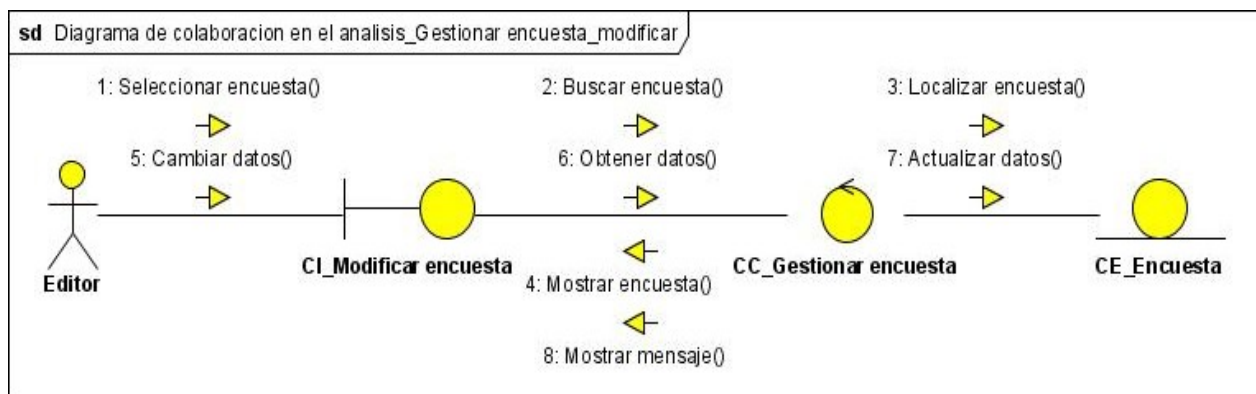 sd Diagrama de colaboracion en el analisis_Gestionar encuesta_modificar
1: Seleccionar encuesta()
2: Buscar encuesta()
3: Localizar encuesta()
5: Cambiar datos()
6: Obtener datos()
7: Actualizar datos()
CI_Modificar encuesta
CC_Gestionar encuesta
CE_Encuesta
Editor
4: Mostrar encuesta()
8: Mostrar mensaje()